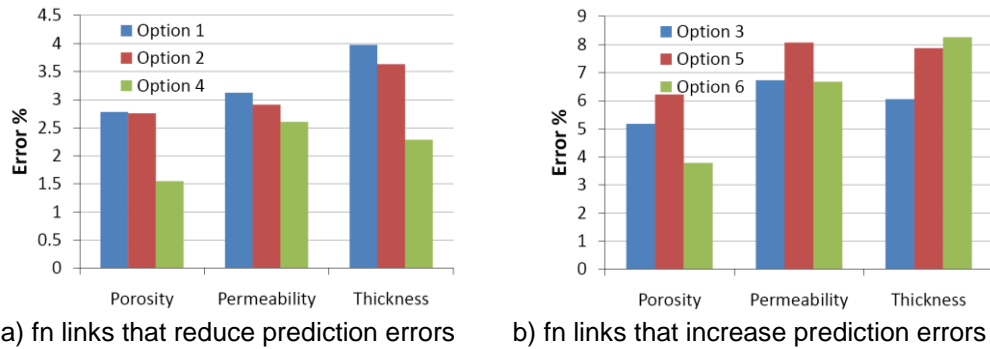 4.5
4
3.5
3
2.5
2
1.5
1
0.5
0
Error %
Option 1
Option 2
Option 4
Porosity Permeability Thickness
a) fn links that reduce prediction errors
9
8
7
6
5
4
3
2
1
0
Error %
Option 3
Option 5
Option 6
Porosity Permeability Thickness
b) fn links that increase prediction errors